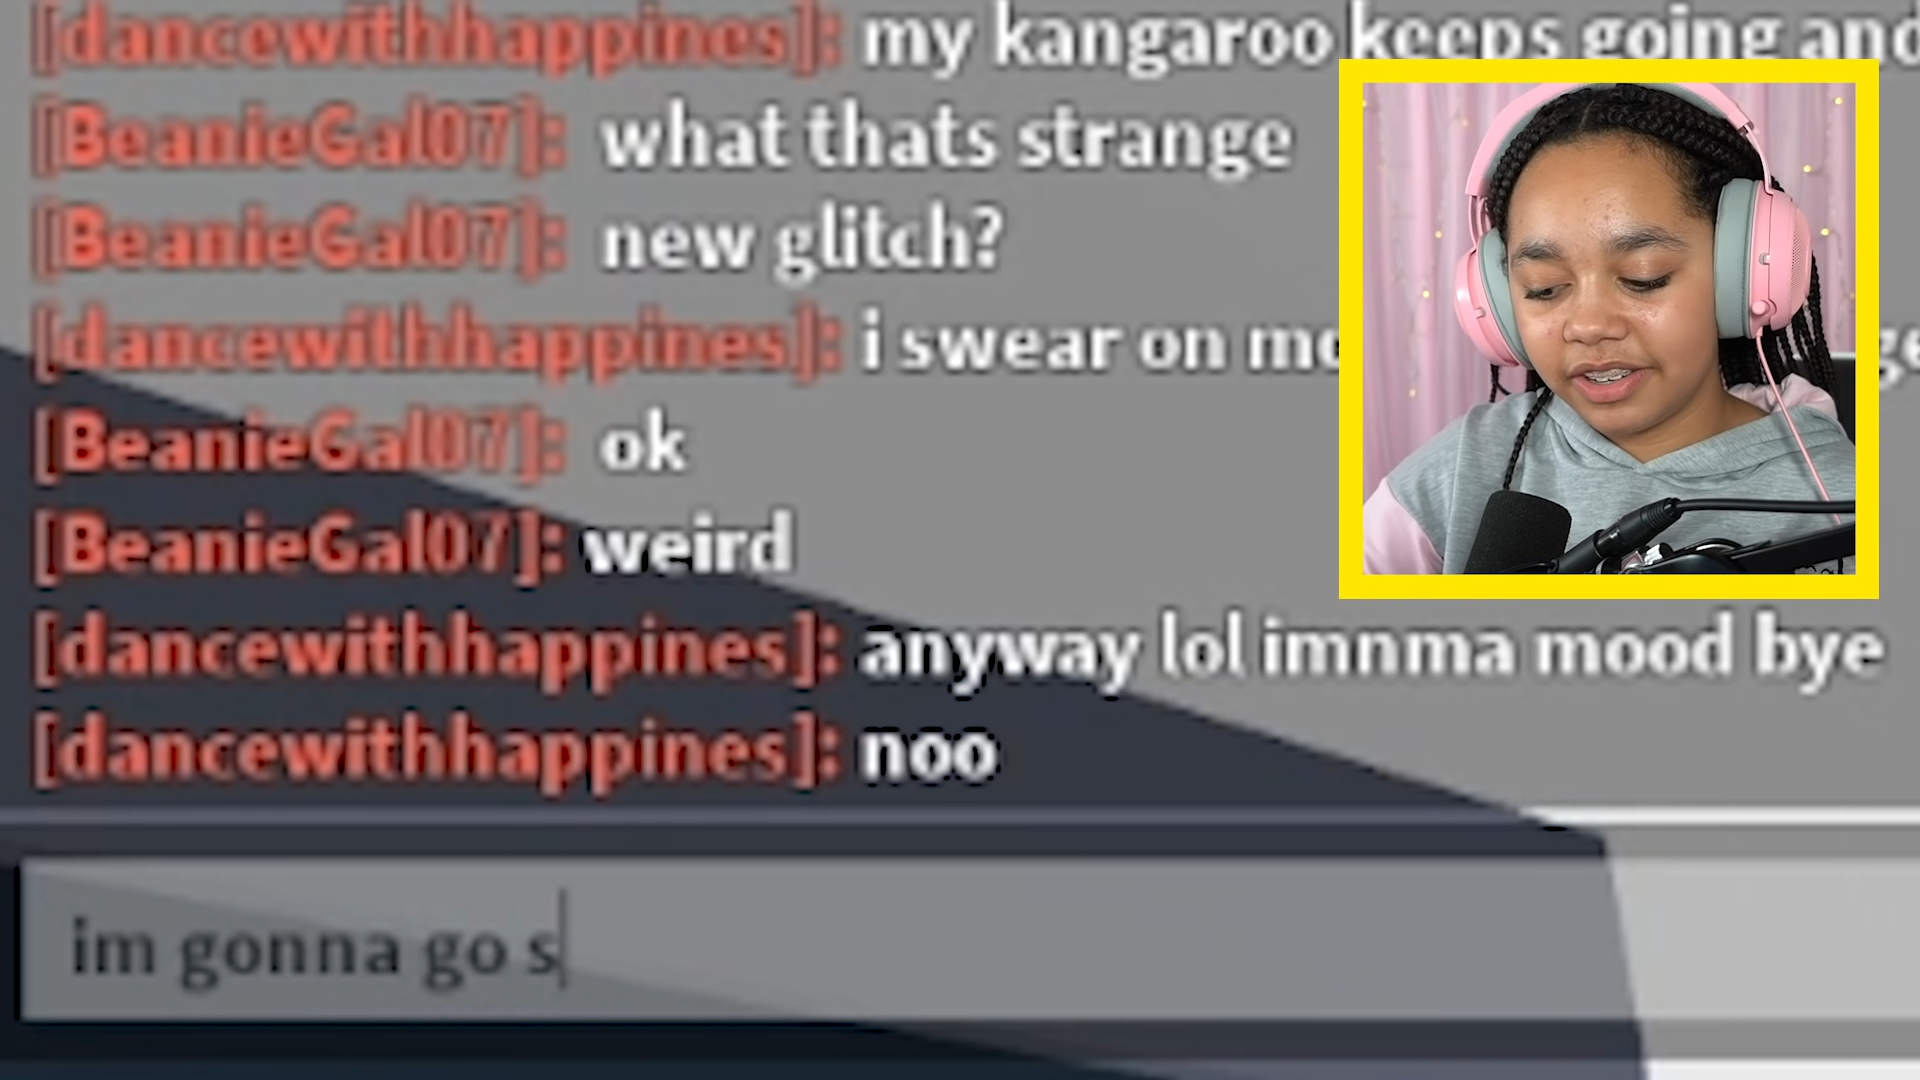 [dancewithhappines]: my kangaroo keeps going and
[BeanieGal07]: what thats strange
[BeanieGal07]: new glitch?
[dancewithhappines]: i swear on
[BeanieGal07]: ok
[BeanieGal07]: weird
[dancewithhappines]: anyway lol imnma mood bye
[dancewithhappines]: noo
im gonna go s